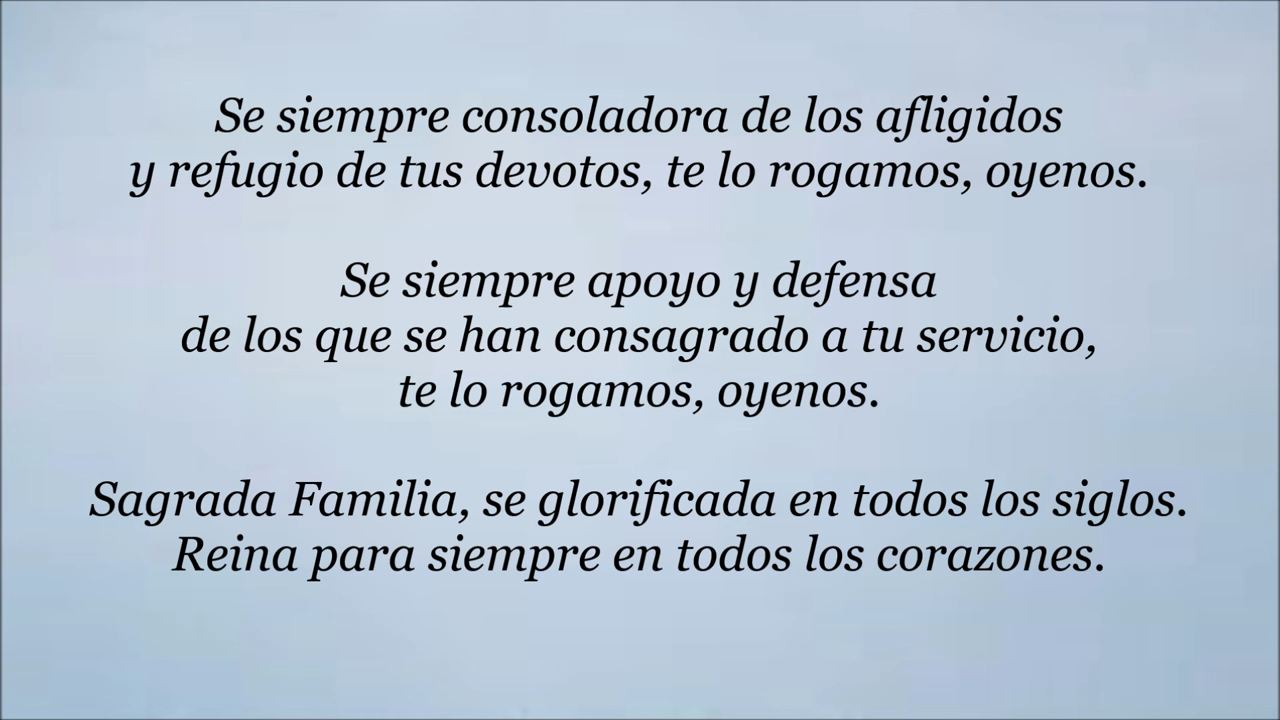 Se siempre consoladora de los afligidos
y refugio de tus devotos, te lo rogamos, oyenos.
Se siempre apoyo y defensa
de los que se han consagrado a tu servicio,
te lo rogamos, oyenos.
Sagrada Familia, se glorificada en todos los siglos.
Reina para siempre en todos los corazones.